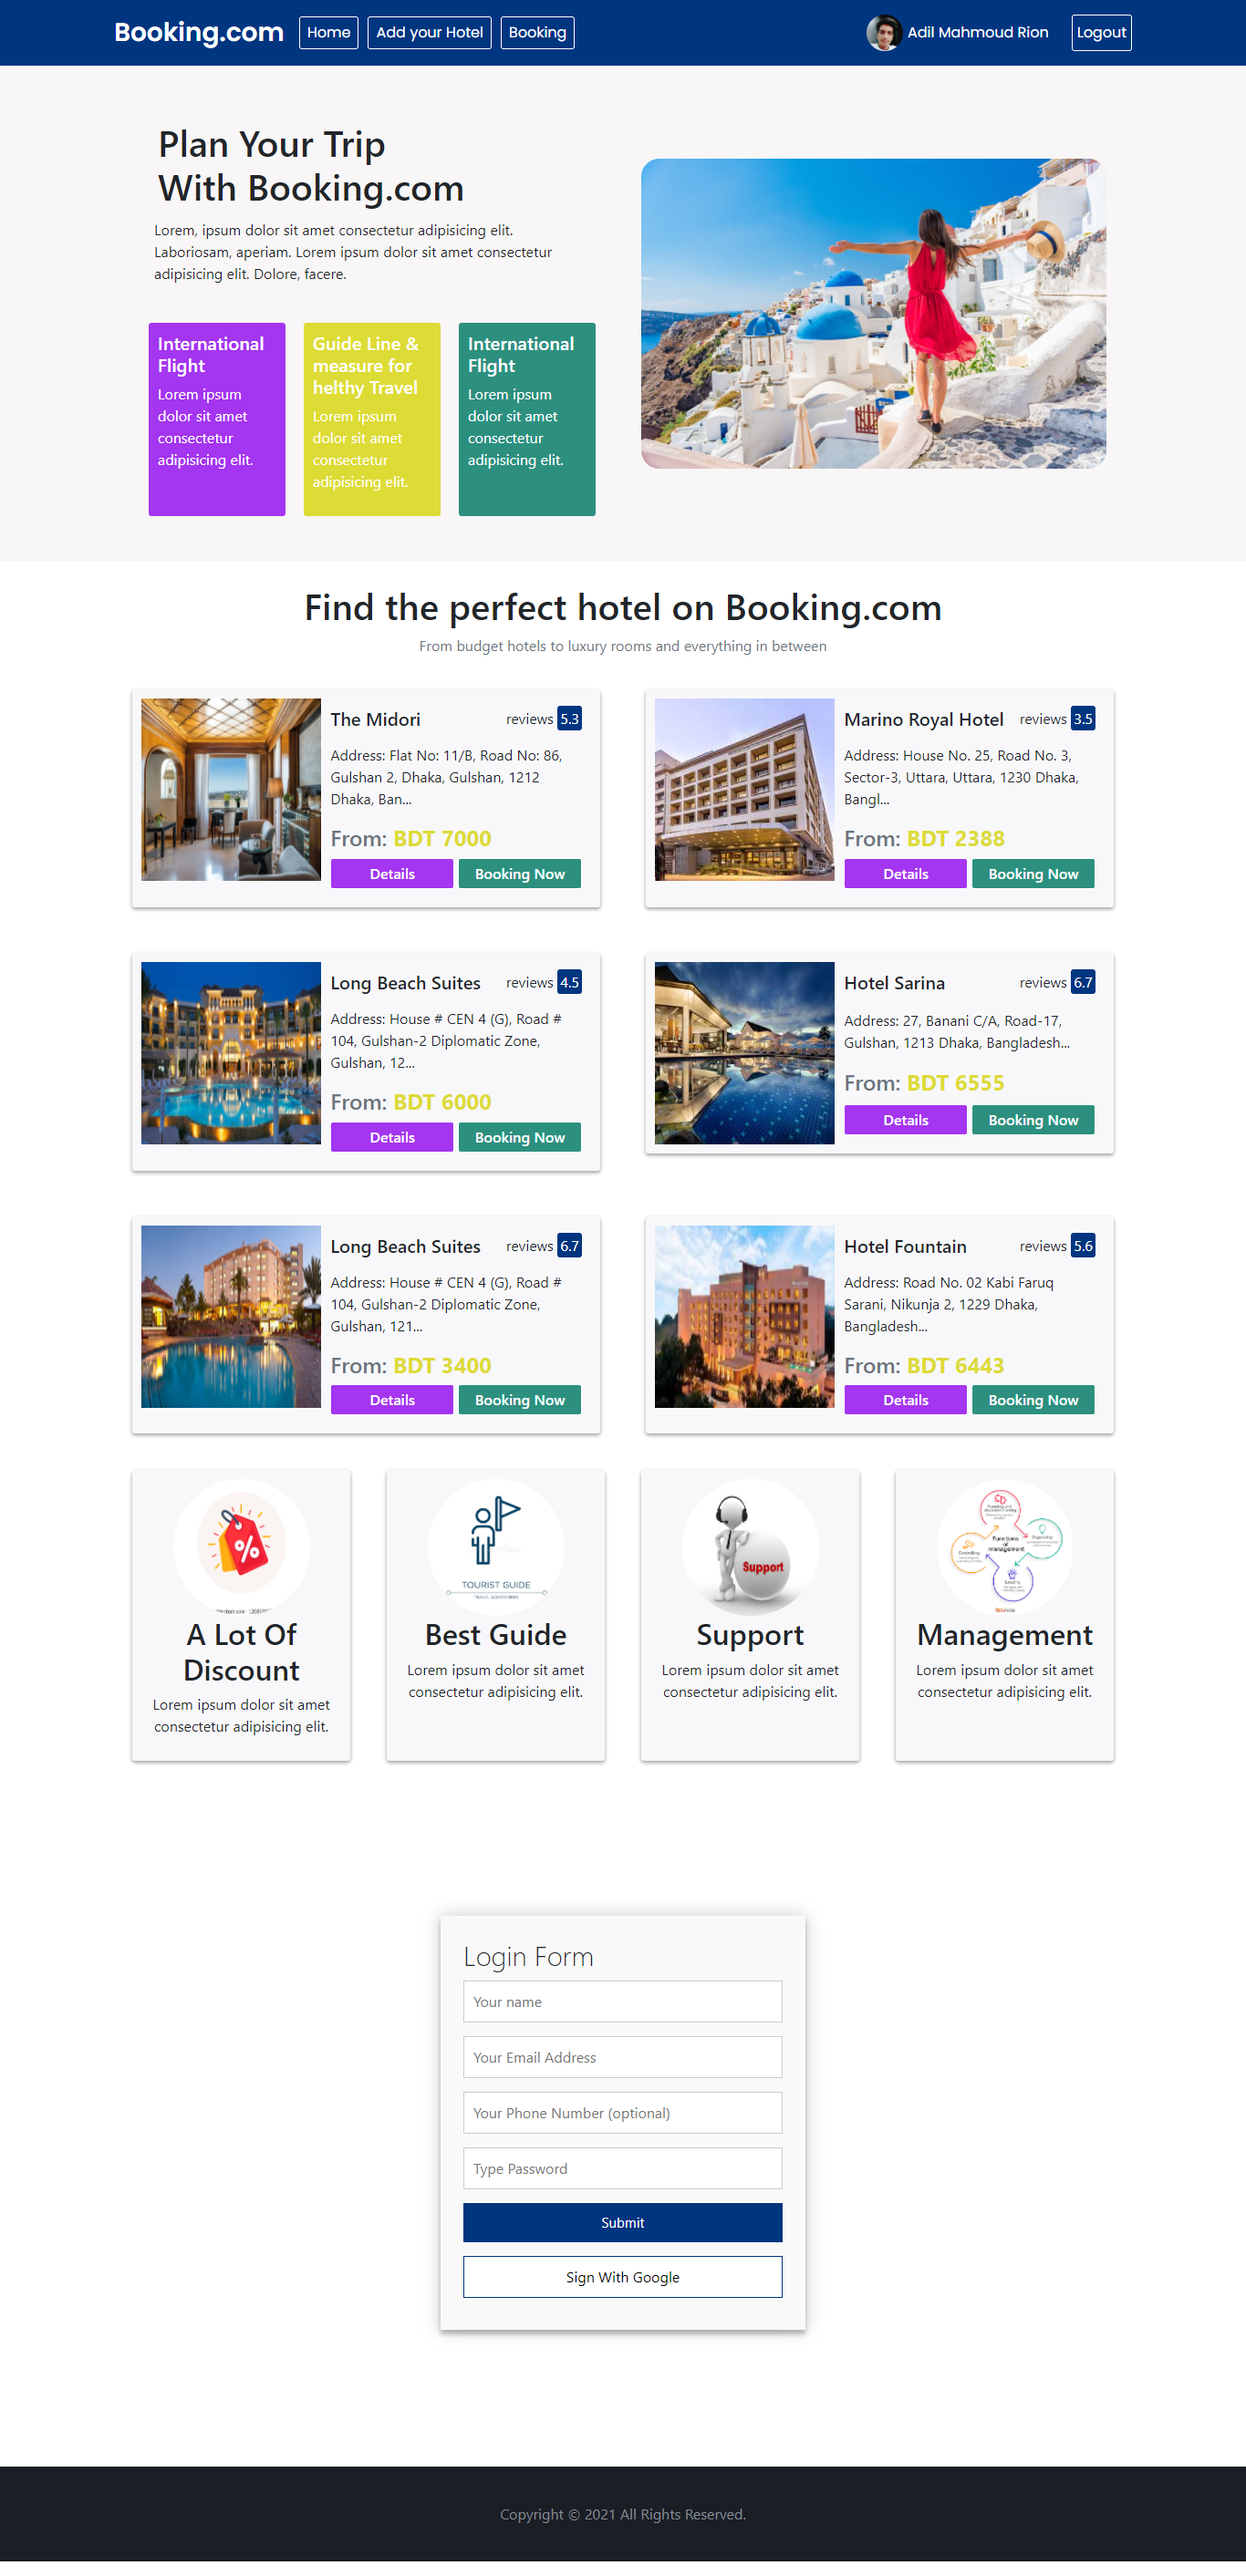 Booking.com
Home
Add your Hotel
Booking
Adil Mahmoud Rion
Logout
Plan Your Trip
With Booking.com
Lorem, ipsum dolor sit amet consectetur adipisicing elit.
Laboriosam, aperiam. Lorem ipsum dolor sit amet consectetur
adipisicing elit. Dolore, facere.
International
Flight
Lorem ipsum
dolor sit amet
consectetur
adipisicing elit.
Guide Line &
measure for
helthy Travel
Lorem ipsum
dolor sit amet
consectetur
adipisicing elit.
International
Flight
Lorem ipsum
dolor sit amet
consectetur
adipisicing elit.
Find the perfect hotel on Booking.com
From budget hotels to luxury rooms and everything in between
The Midori
reviews 5.3
Address: Flat No: 11/B, Road No: 86,
Gulshan 2, Dhaka, Gulshan, 1212
Dhaka, Ban...
From: BDT 7000
Details
Booking Now
Marino Royal Hotel
reviews 3.5
Address: House No. 25, Road No. 3,
Sector-3, Uttara, Uttara, 1230 Dhaka,
Bangl...
From: BDT 2388
Details
Booking Now
Long Beach Suites
reviews 4.5
Address: House # CEN 4 (G), Road #
104, Gulshan-2 Diplomatic Zone,
Gulshan, 12...
From: BDT 6000
Details
Booking Now
Hotel Sarina
reviews 6.7
Address: 27, Banani C/A, Road-17,
Gulshan, 1213 Dhaka, Bangladesh...
From: BDT 6555
Details
Booking Now
Long Beach Suites
reviews 6.7
Address: House # CEN 4 (G), Road #
104, Gulshan-2 Diplomatic Zone,
Gulshan, 121...
From: BDT 3400
Details
Booking Now
Hotel Fountain
reviews 5.6
Address: Road No. 02 Kabi Faruq
Sarani, Nikunja 2, 1229 Dhaka,
Bangladesh...
From: BDT 6443
Details
Booking Now
%
A Lot Of
Discount
Lorem ipsum dolor sit amet
consectetur adipisicing elit.
TOURIST GUIDE
Best Guide
Lorem ipsum dolor sit amet
consectetur adipisicing elit.
Support
Support
Lorem ipsum dolor sit amet
consectetur adipisicing elit.
Organizing
Functions
of
management
Controlling
Leading
Management
Lorem ipsum dolor sit amet
consectetur adipisicing elit.
Login Form
Your name
Your Email Address
Your Phone Number (optional)
Type Password
Submit
Sign With Google
Copyright © 2021 All Rights Reserved.